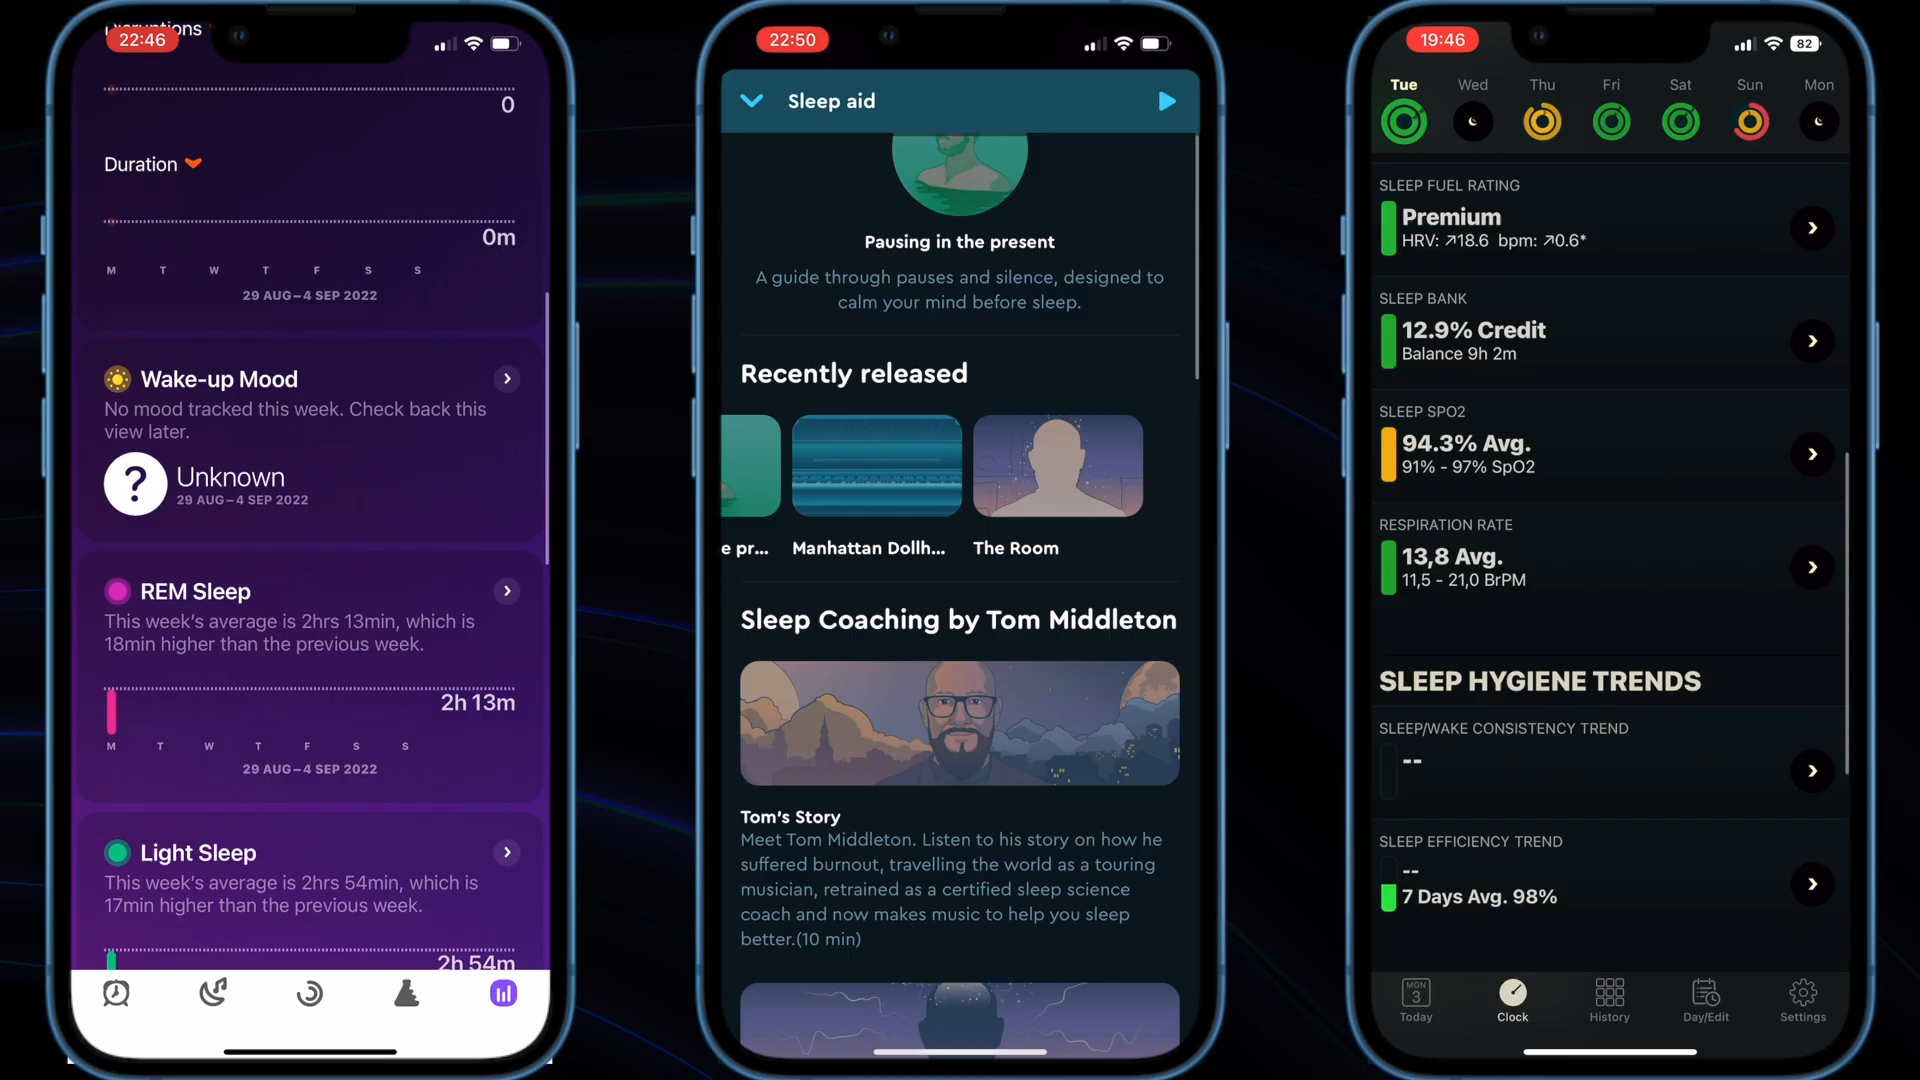 22:46
0
Duration
0m
M T W T F S S
29 AUG–4 SEP 2022
Wake-up Mood
No mood tracked this week. Check back this
view later.
?
Unknown
29 AUG–4 SEP 2022
REM Sleep
This week's average is 2hrs 13min, which is
18min higher than the previous week.
2h 13m
M T W T F S S
29 AUG–4 SEP 2022
Light Sleep
This week's average is 2hrs 54min, which is
17min higher than the previous week.
2h 54m
22:50
Sleep aid
Pausing in the present
A guide through pauses and silence, designed to
calm your mind before sleep.
Recently released
e pr... Manhattan Dollh... The Room
Sleep Coaching by Tom Middleton
Tom's Story
Meet Tom Middleton. Listen to his story on how he
suffered burnout, travelling the world as a touring
musician, retrained as a certified sleep science
coach and now makes music to help you sleep
better.(10 min)
19:46
82
Tue Wed Thu Fri Sat Sun Mon
SLEEP FUEL RATING
Premium
HRV: ↗18.6 bpm: ↗0.6*
SLEEP BANK
12.9% Credit
Balance 9h 2m
SLEEP SPO2
94.3% Avg.
91% - 97% SpO2
RESPIRATION RATE
13,8 Avg.
11,5 - 21,0 BrPM
SLEEP HYGIENE TRENDS
SLEEP/WAKE CONSISTENCY TREND
--
SLEEP EFFICIENCY TREND
--
7 Days Avg. 98%
MON
3
Today Clock History Day/Edit Settings